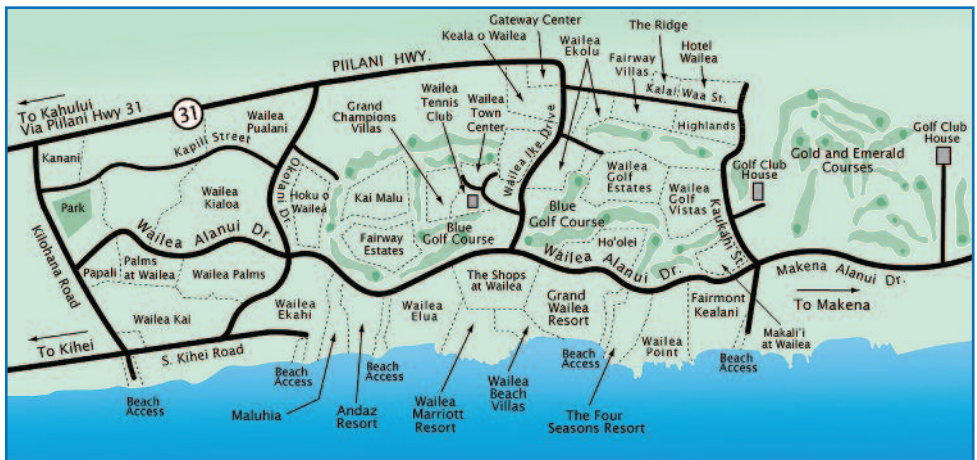 Gateway Center
Keala o Wailea
The Ridge
Wailea
Ekolu
Fairway
Villas
Hotel
Wailea
PIILANI HWY.
To Kahului
Via Piilani Hwy 31
31
Kalai Waa St.
Wailea
Pualani
Grand
Champions
Villas
Wailea
Tennis
Club
Wailea
Town
Center
Wailea Ike Drive
Highlands
Golf Club
House
Gold and Emerald
Courses
Golf Club
House
Kanani
Kapili Street
Okolani Dr.
Hoku o
Wailea
Kai Malu
Wailea
Golf
Estates
Wailea
Golf
Vistas
Park
Wailea
Kialoa
Kilohana Road
Wailea Alanui Dr.
Fairway
Estates
Blue
Golf Course
Blue
Golf Course
Ho'olei
Kaukahi St.
Wailea Alanui Dr.
Makena Alanui Dr.
To Makena
Papali
Palms
at Wailea
Wailea Palms
The Shops
at Wailea
Wailea Kai
Wailea
Ekahi
Wailea
Elua
Grand
Wailea
Resort
Fairmont
Kealani
Makali'i
at Wailea
Wailea
Point
To Kihei
S. Kihei Road
Beach
Access
Beach
Access
Beach
Access
Beach
Access
Beach
Access
Maluhia
Andaz
Resort
Wailea
Marriott
Resort
Wailea
Beach
Villas
The Four
Seasons Resort